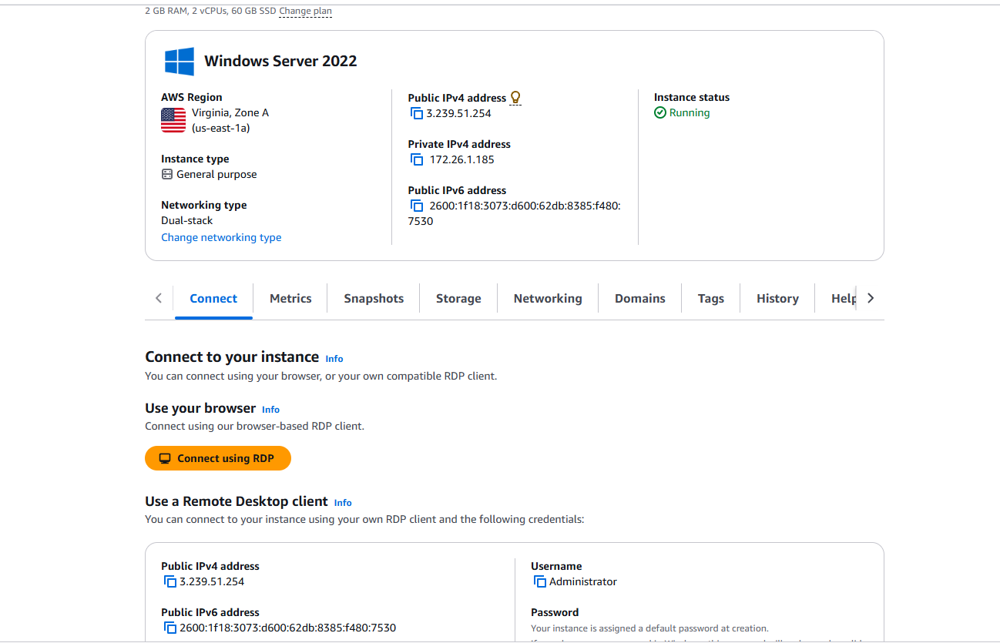 2 GB RAM, 2 vCPUs, 60 GB SSD Change plan
Windows Server 2022
AWS Region
Virginia, Zone A
(us-east-1a)
Instance type
General purpose
Networking type
Dual-stack
Change networking type
Public IPv4 address
3.239.51.254
Private IPv4 address
172.26.1.185
Public IPv6 address
2600:1f18:3073:d600:62db:8385:f480:
7530
Instance status
Running
Connect
Metrics
Snapshots
Storage
Networking
Domains
Tags
History
Help
Connect to your instance Info
You can connect using your browser, or your own compatible RDP client.
Use your browser Info
Connect using our browser-based RDP client.
Connect using RDP
Use a Remote Desktop client Info
You can connect to your instance using your own RDP client and the following credentials:
Public IPv4 address
3.239.51.254
Public IPv6 address
2600:1f18:3073:d600:62db:8385:f480:7530
Username
Administrator
Password
Your instance is assigned a default password at creation.